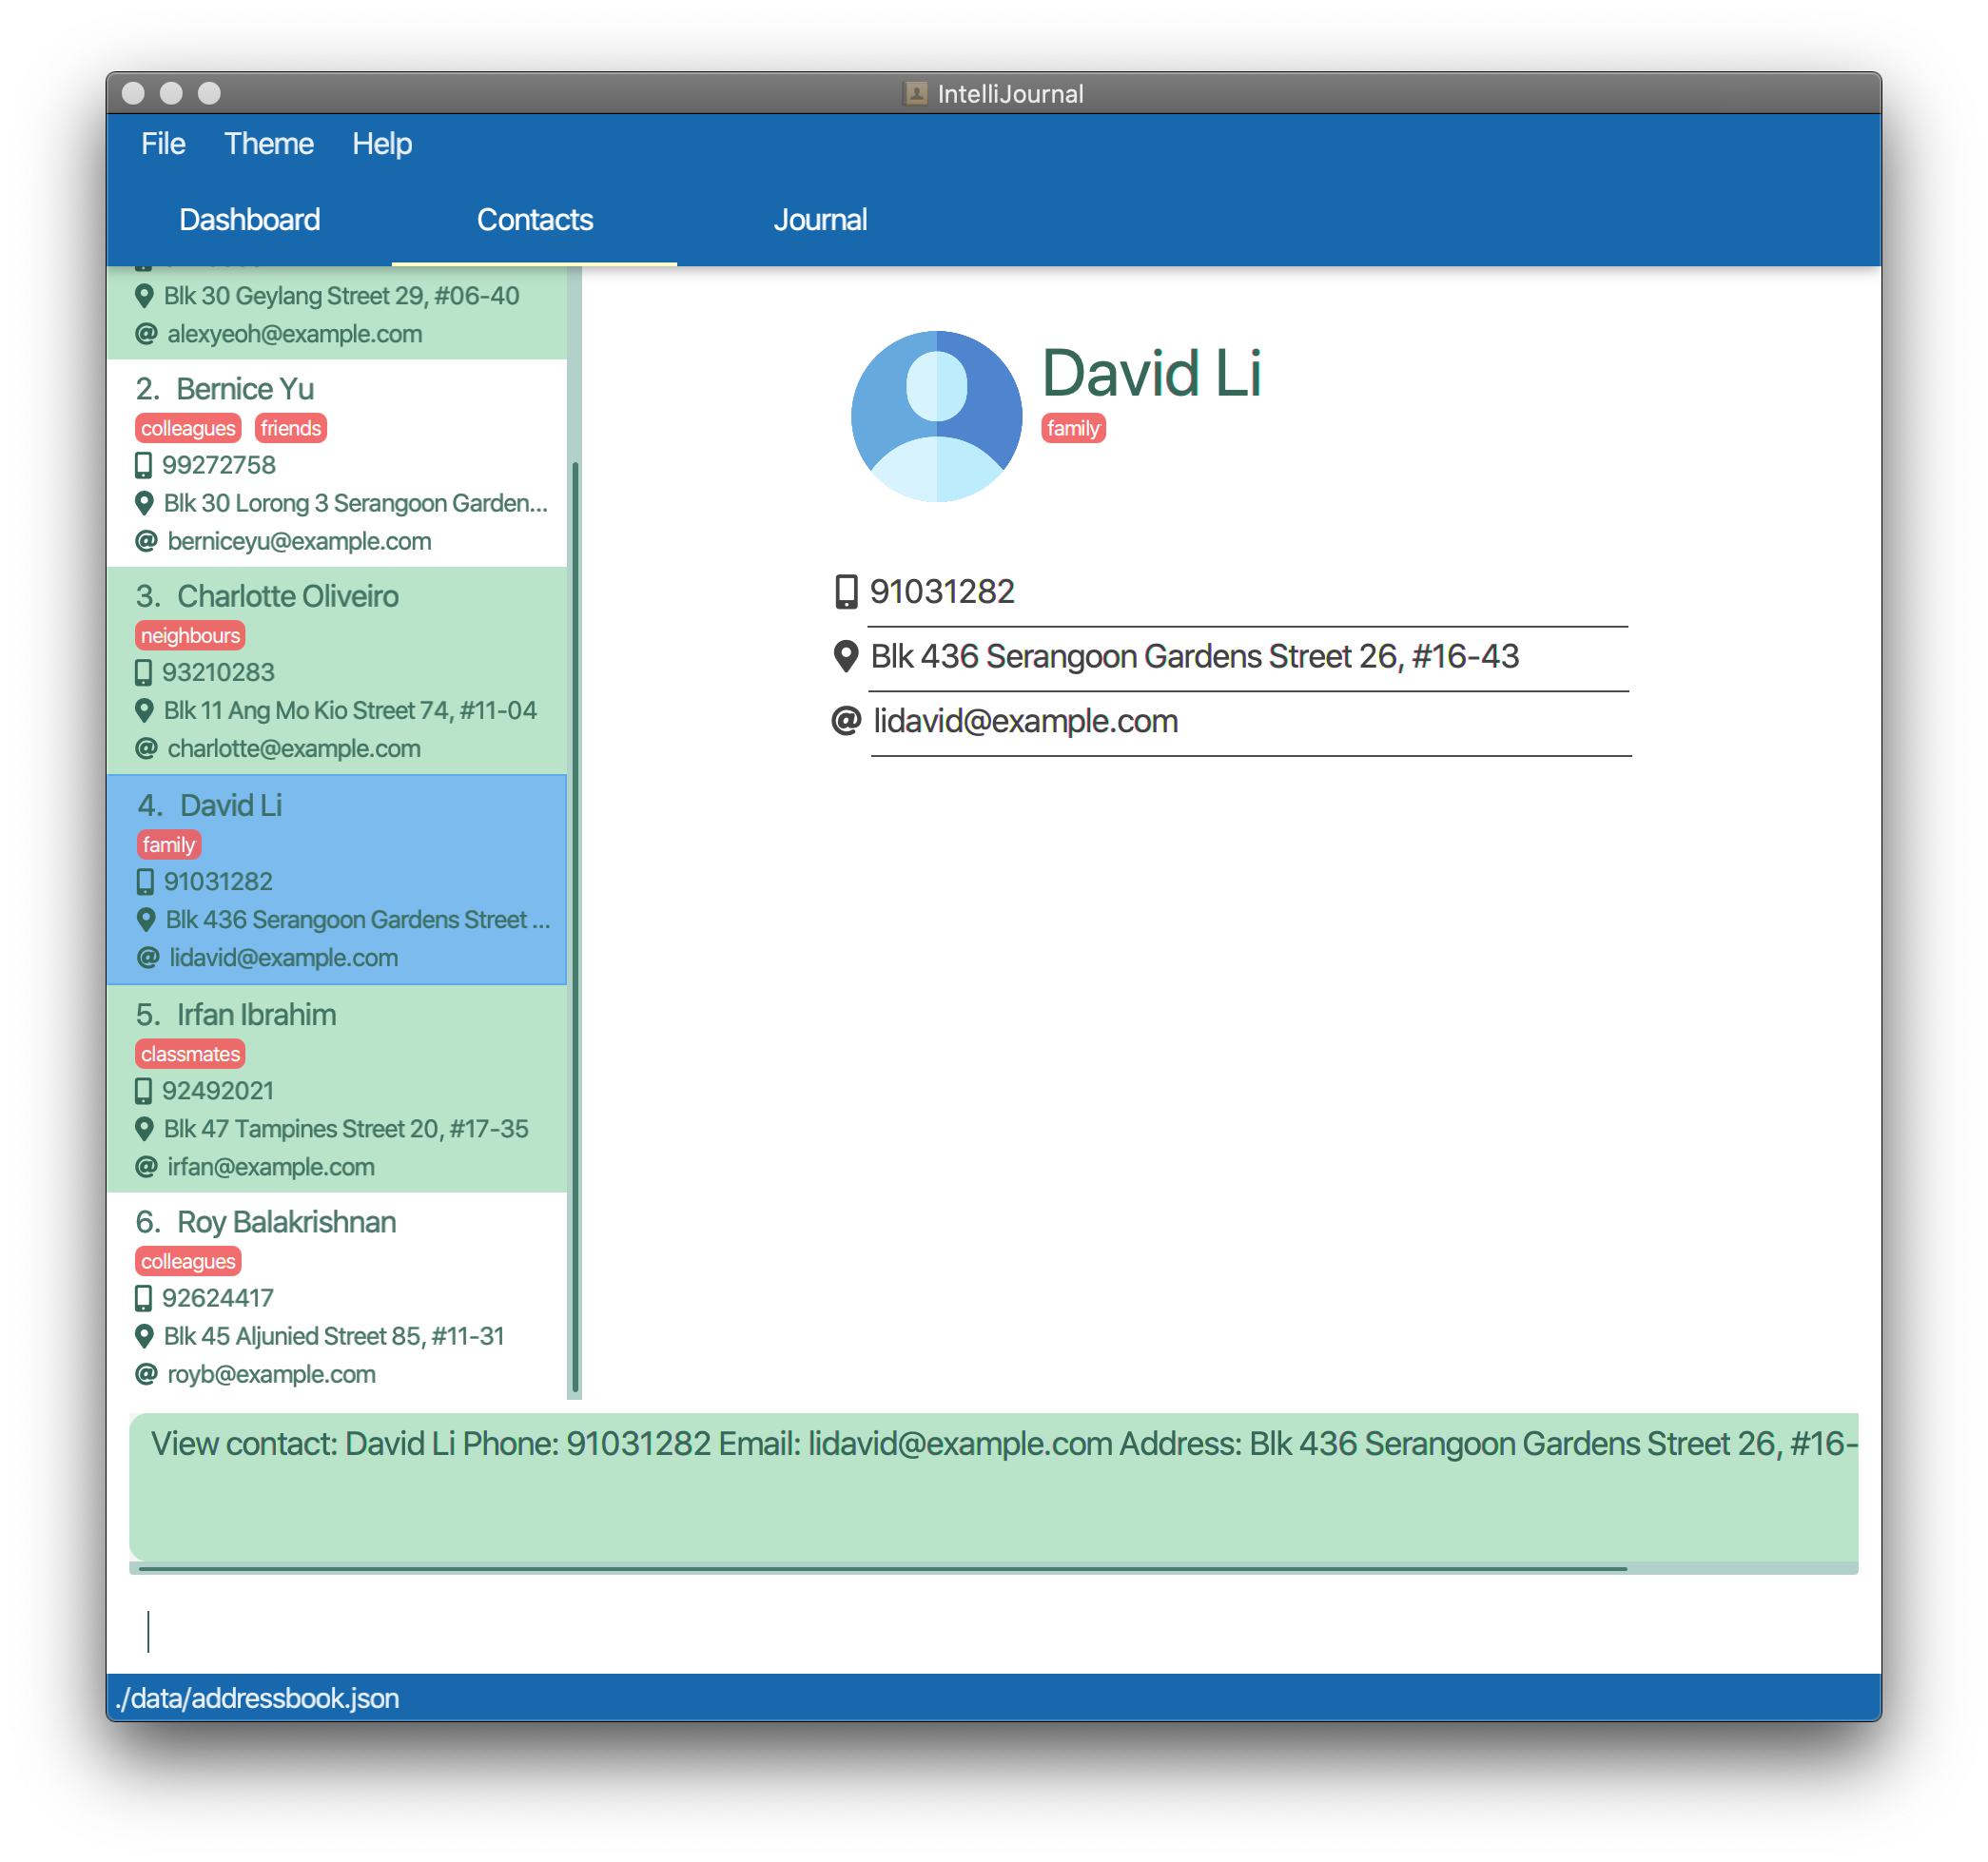 IntelliJournal
File Theme Help
Dashboard Contacts Journal
Blk 30 Geylang Street 29, #06-40
@ alexyeoh@example.com
2. Bernice Yu
colleagues friends
99272758
Blk 30 Lorong 3 Serangoon Garden...
@ berniceyu@example.com
3. Charlotte Oliveiro
neighbours
93210283
Blk 11 Ang Mo Kio Street 74, #11-04
@ charlotte@example.com
4. David Li
family
91031282
Blk 436 Serangoon Gardens Street ...
@ lidavid@example.com
5. Irfan Ibrahim
classmates
92492021
Blk 47 Tampines Street 20, #17-35
@ irfan@example.com
6. Roy Balakrishnan
colleagues
92624417
Blk 45 Aljunied Street 85, #11-31
@ royb@example.com
David Li
family
91031282
Blk 436 Serangoon Gardens Street 26, #16-43
@ lidavid@example.com
View contact: David Li Phone: 91031282 Email: lidavid@example.com Address: Blk 436 Serangoon Gardens Street 26, #16-
./data/addressbook.json